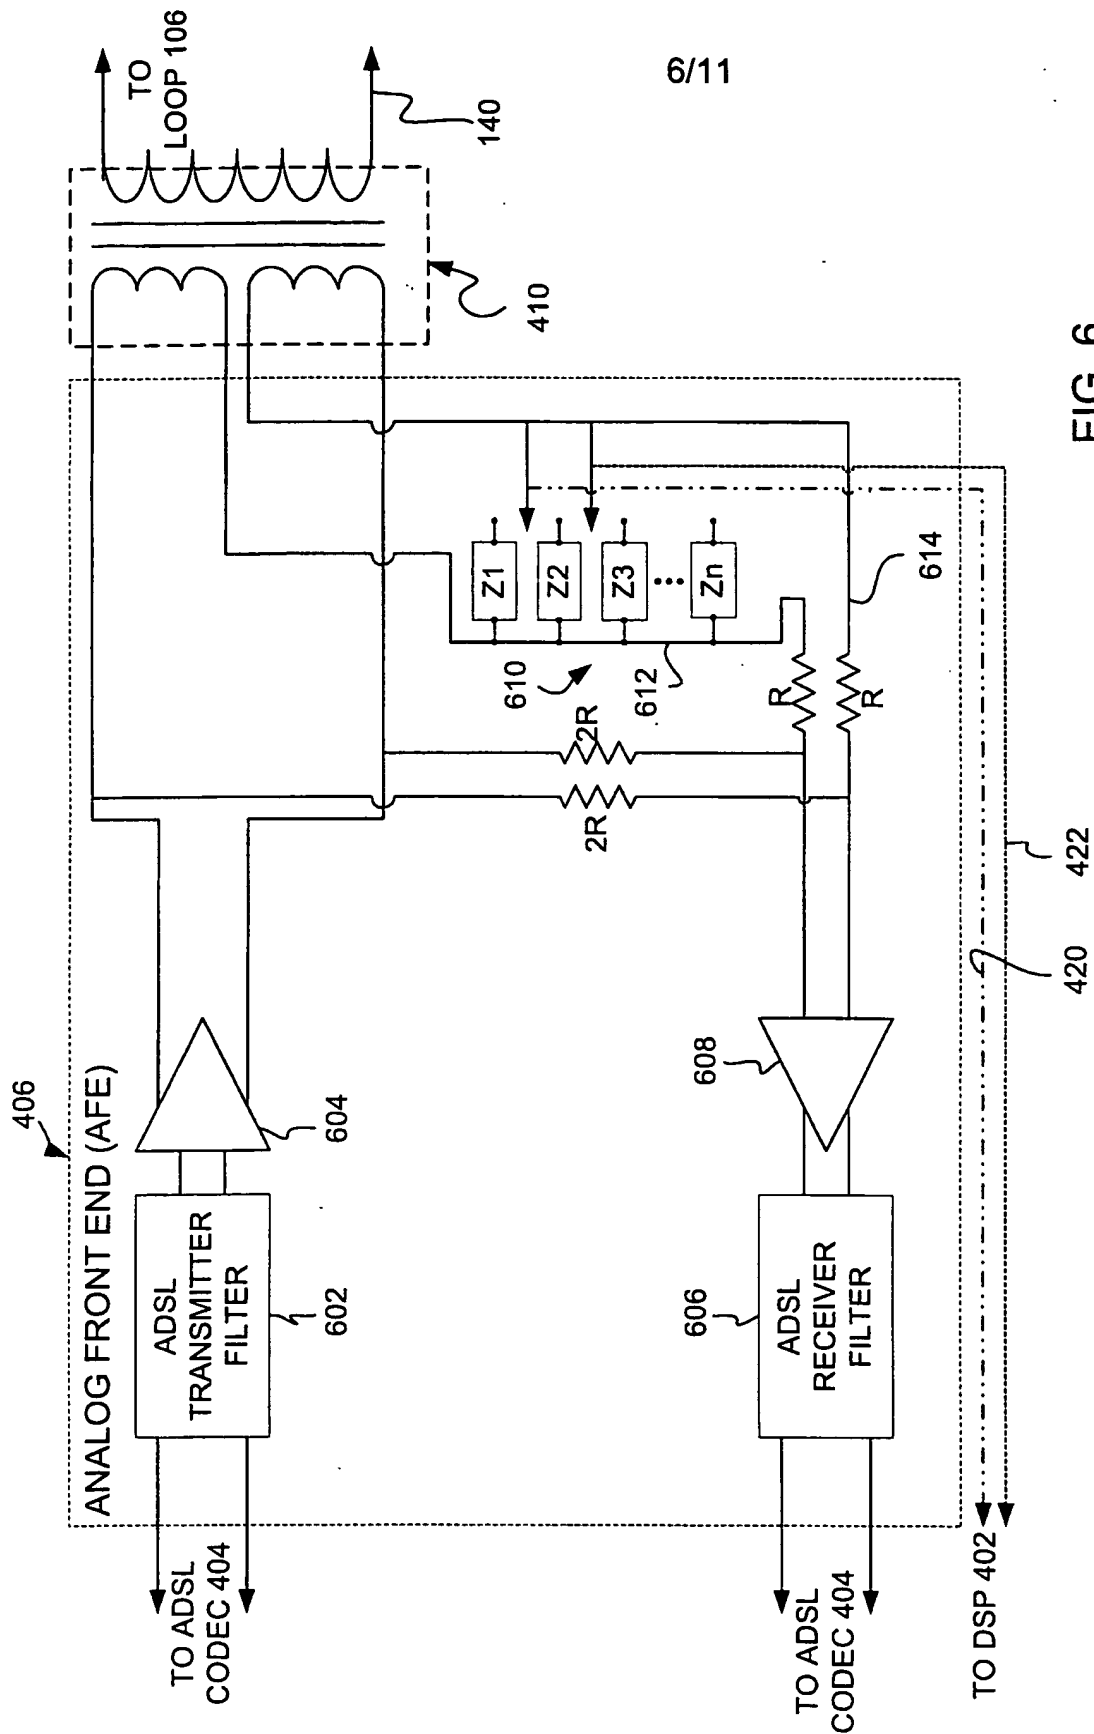 6/11
ANALOG FRONT END (AFE)
406
TO
LOOP 106
140
410
ADSL
TRANSMITTER
FILTER
602
604
TO ADSL
CODEC 404
2R
2R
610
612
Z1
Z2
Z3
Zn
R
R
614
608
ADSL
RECEIVER
FILTER
606
TO ADSL
CODEC 404
420
422
TO DSP 402
FIG. 6